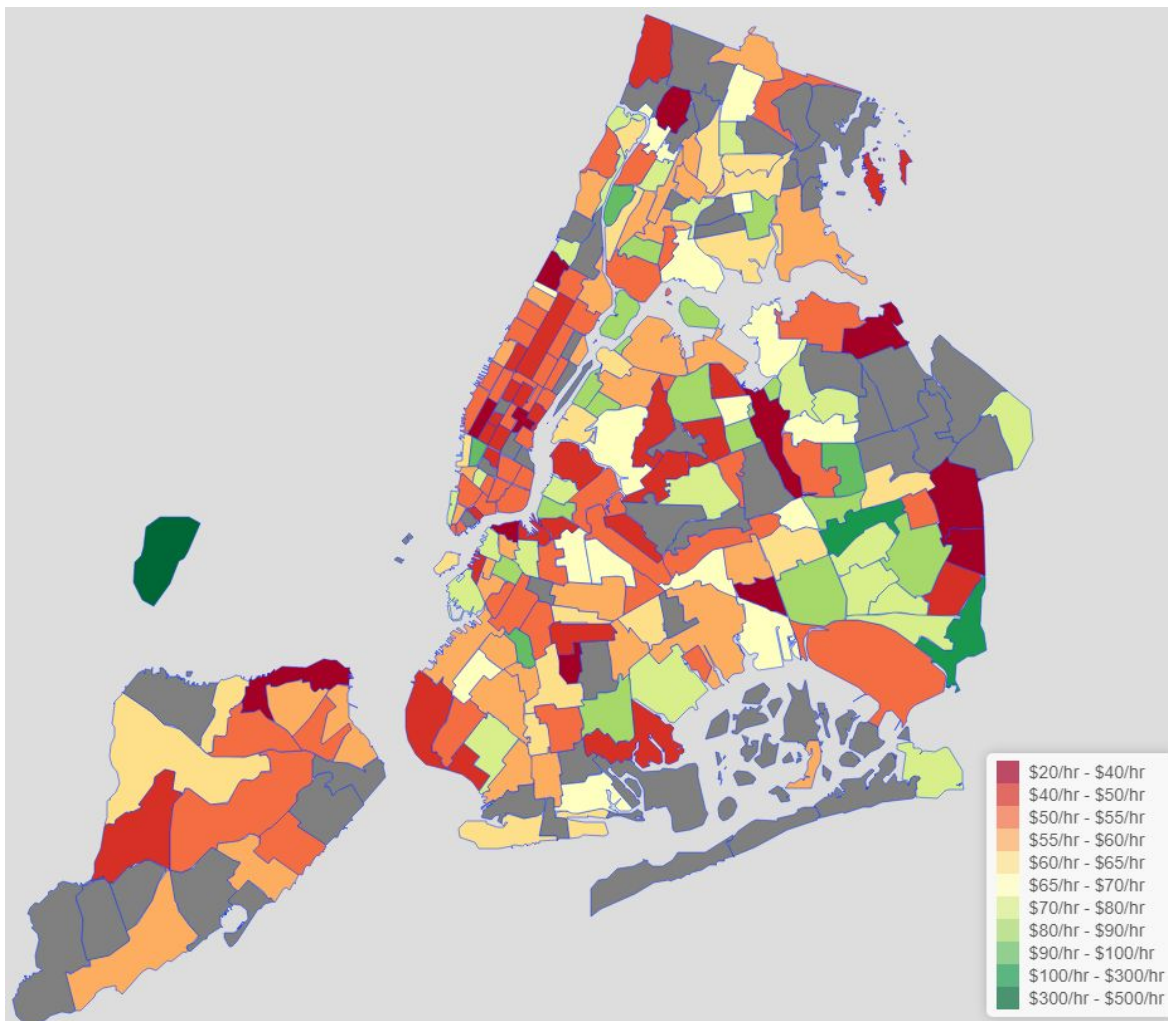 $20/hr - $40/hr
$40/hr - $50/hr
$50/hr - $55/hr
$55/hr - $60/hr
$60/hr - $65/hr
$65/hr - $70/hr
$70/hr - $80/hr
$80/hr - $90/hr
$90/hr - $100/hr
$100/hr - $300/hr
$300/hr - $500/hr